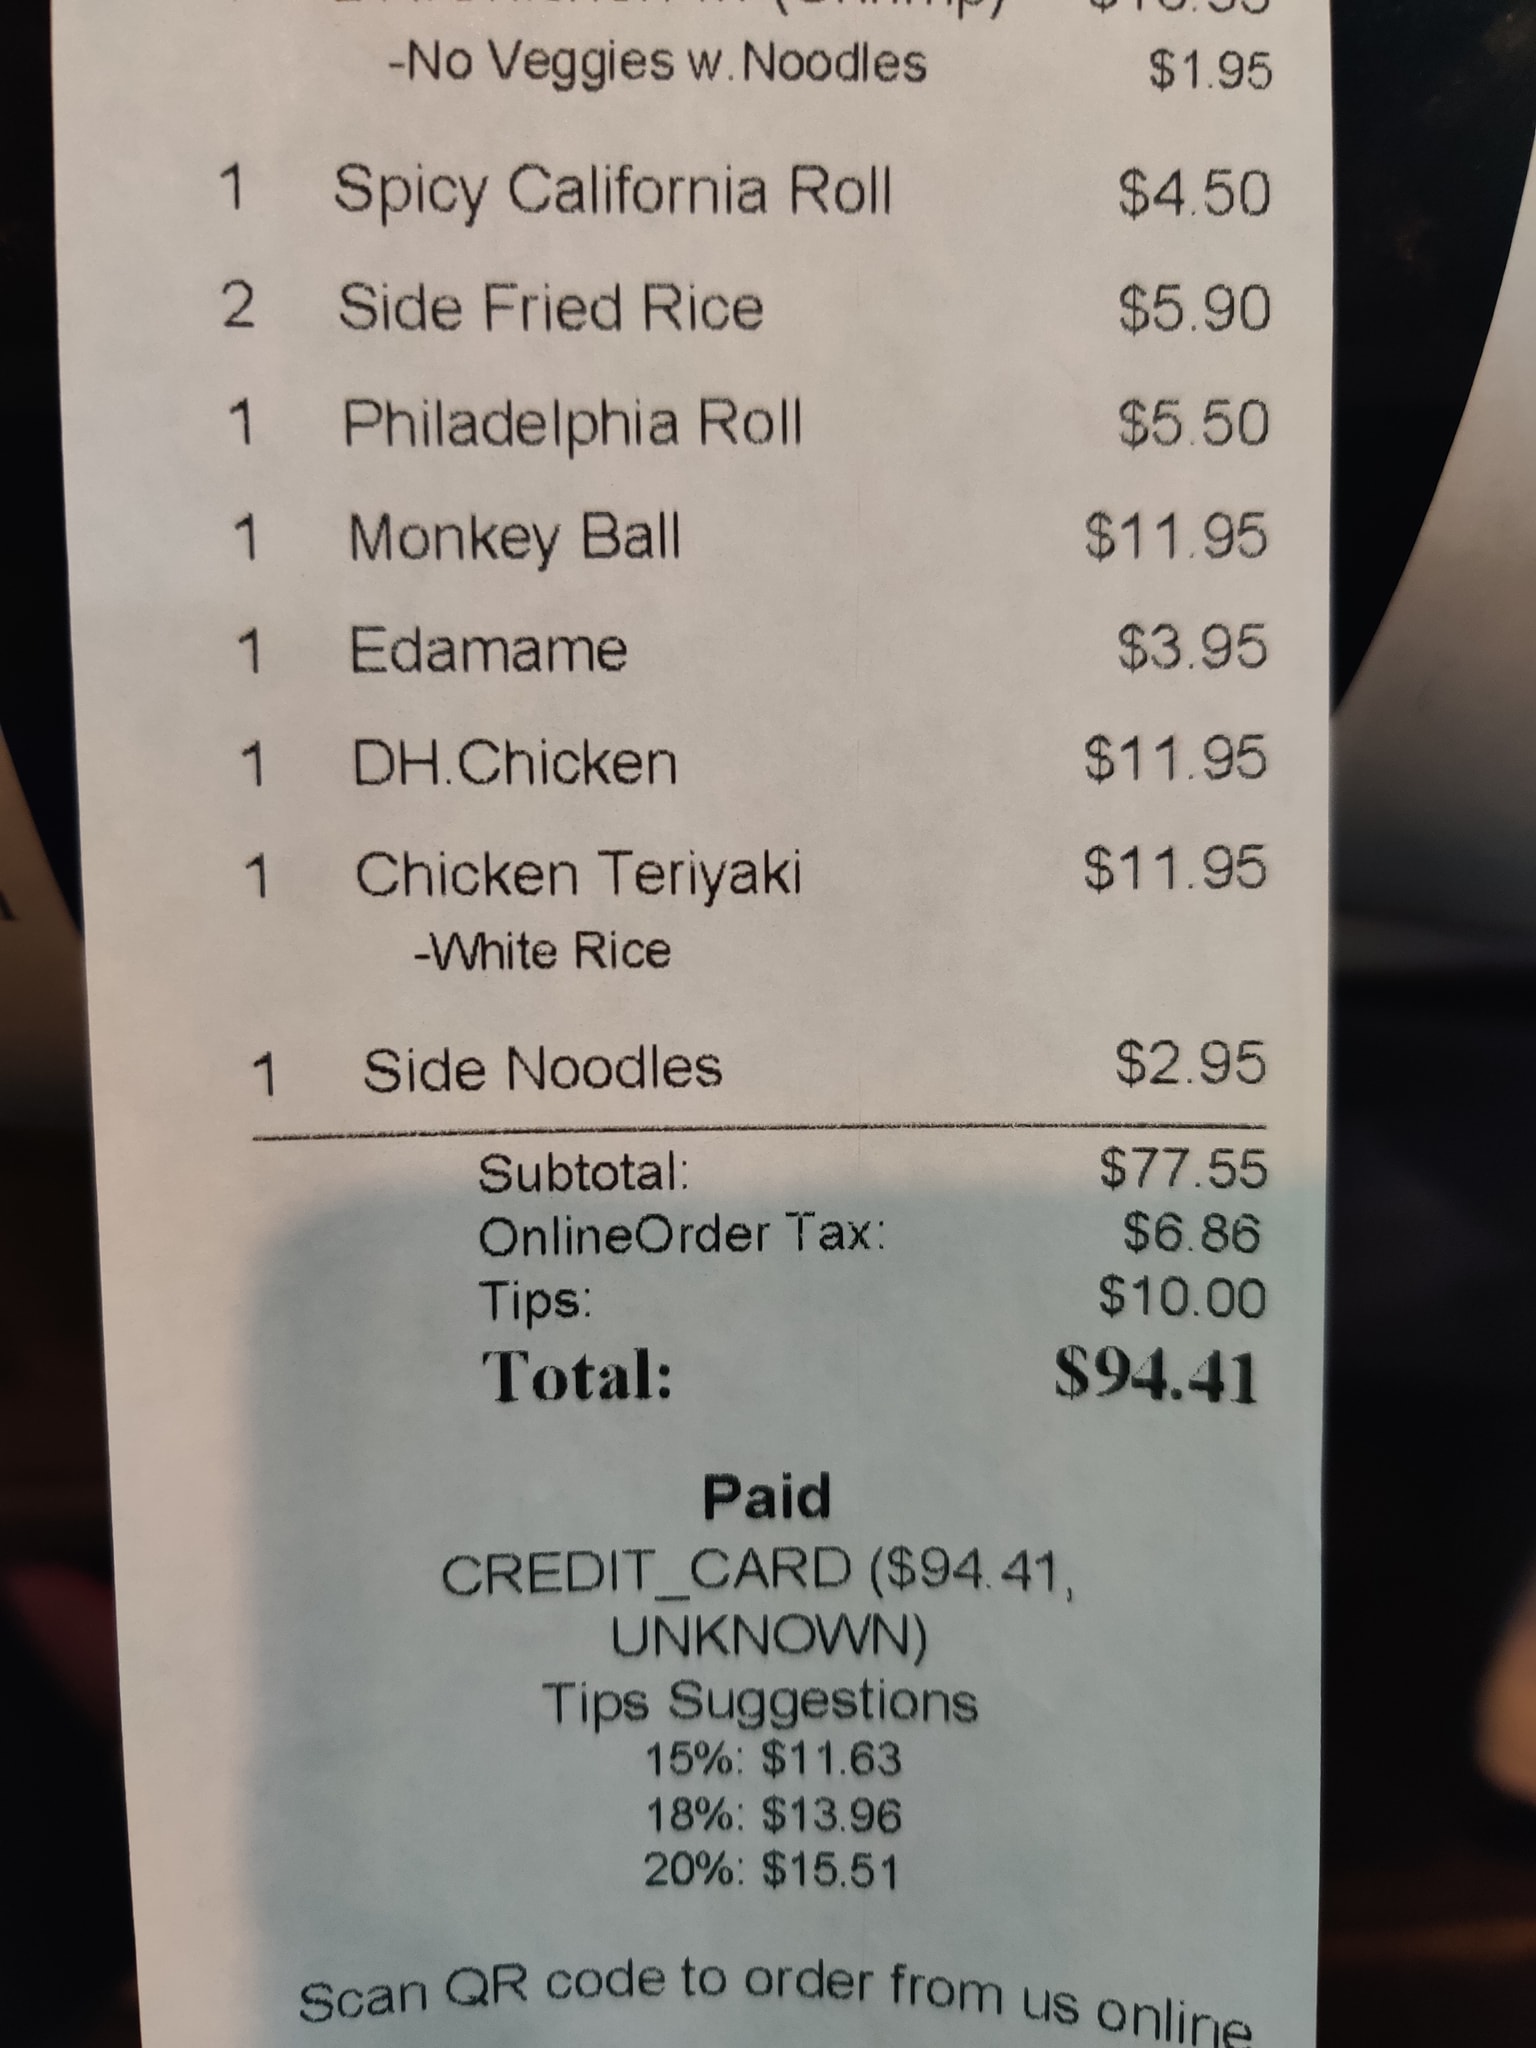 (Shrimp)
-No Veggies w.Noodles $1.95
1 Spicy California Roll $4.50
2 Side Fried Rice $5.90
1 Philadelphia Roll $5.50
1 Monkey Ball $11.95
1 Edamame $3.95
1 DH.Chicken $11.95
1 Chicken Teriyaki $11.95
-White Rice
1 Side Noodles $2.95
Subtotal: $77.55
OnlineOrder Tax: $6.86
Tips: $10.00
Total: $94.41
Paid
CREDIT_CARD ($94.41,
UNKNOWN)
Tips Suggestions
15%: $11.63
18%: $13.96
20%: $15.51
Scan QR code to order from us online